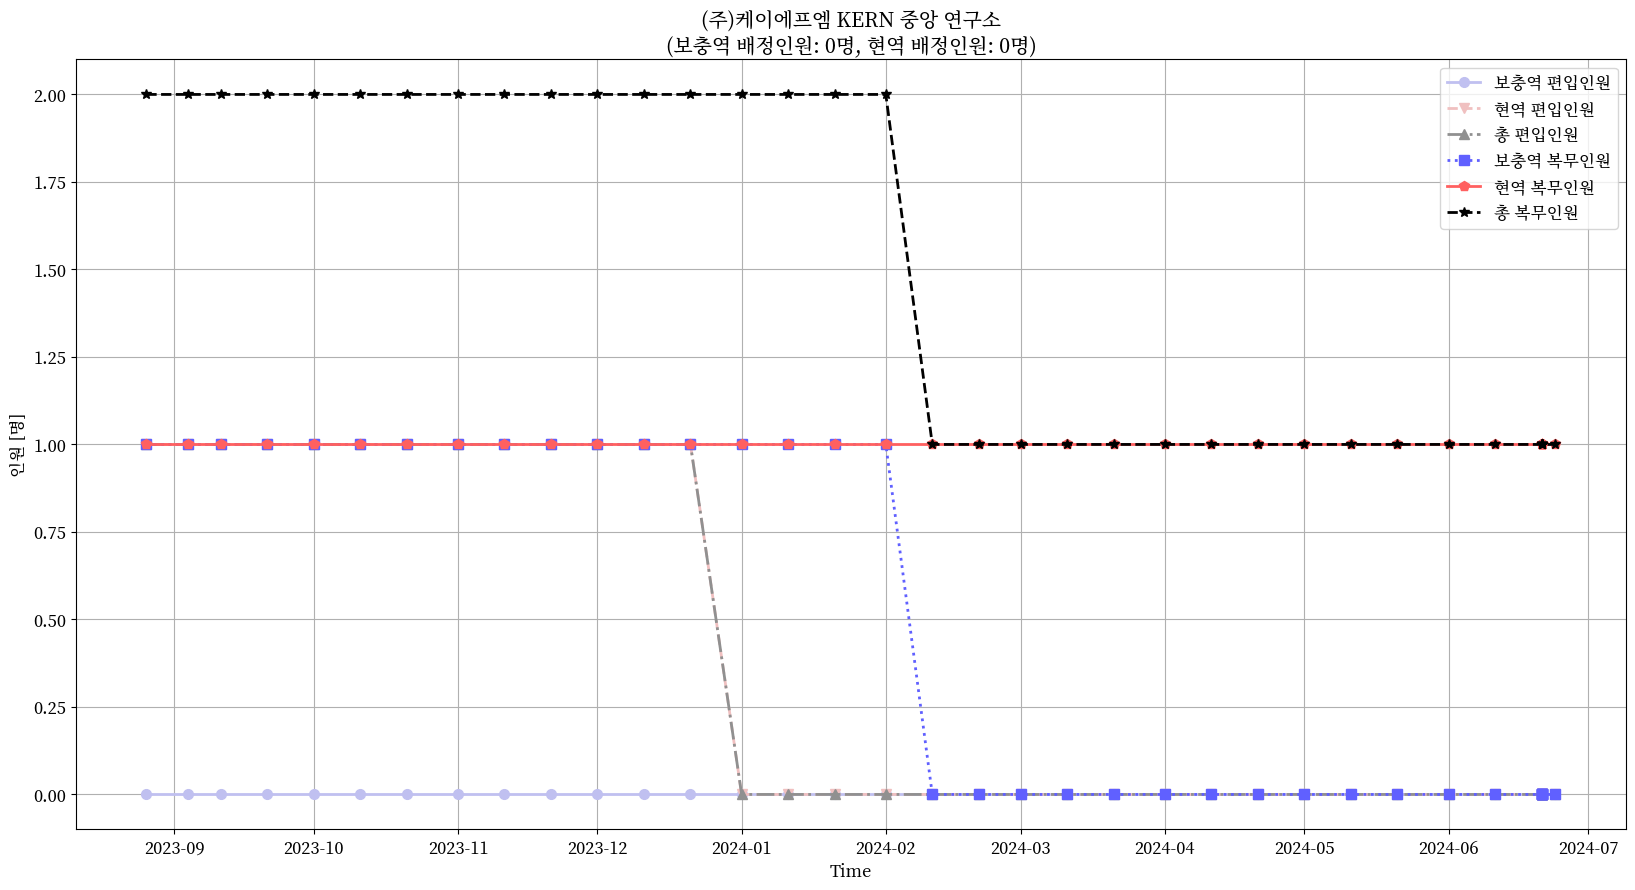 (주)케이에프엠 KERN 중앙 연구소
(보충역 배정인원: 0명, 현역 배정인원: 0명)
보충역 편입인원
현역 편입인원
총 편입인원
보충역 복무인원
현역 복무인원
총 복무인원
인원 [명]
2.00
1.75
1.50
1.25
1.00
0.75
0.50
0.25
0.00
2023-09 2023-10 2023-11 2023-12 2024-01 2024-02 2024-03 2024-04 2024-05 2024-06 2024-07
Time